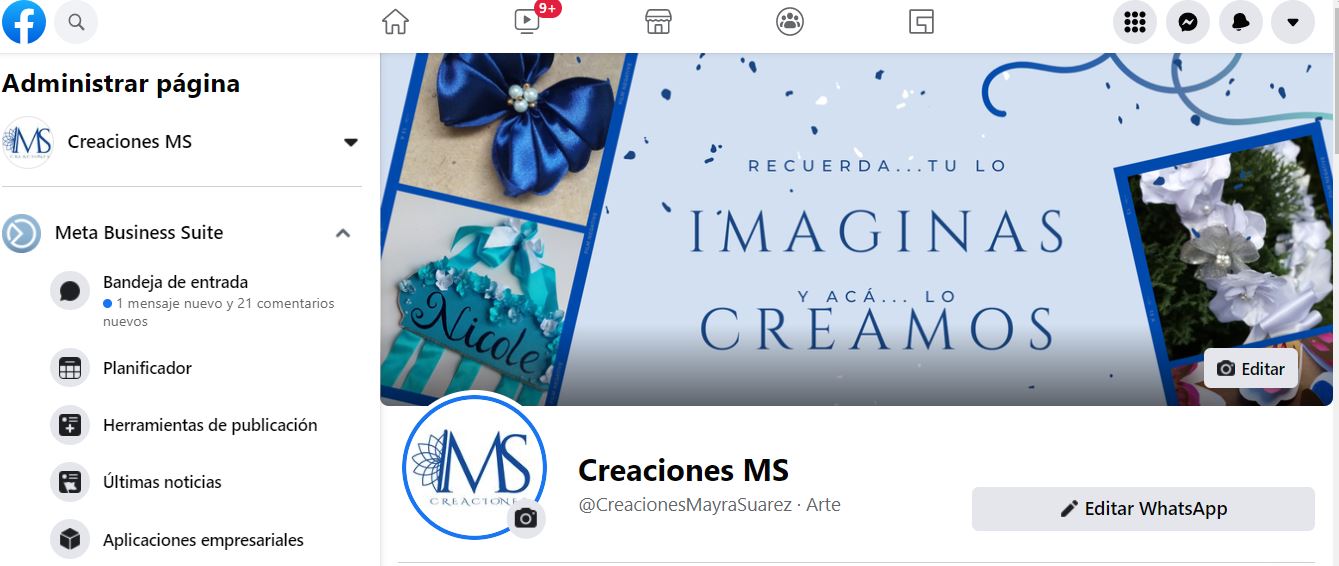 9+
Administrar página
MS
CREACIONES
Creaciones MS
Meta Business Suite
Bandeja de entrada
1 mensaje nuevo y 21 comentarios
nuevos
Planificador
Herramientas de publicación
Últimas noticias
Aplicaciones empresariales
RECUERDA...TU LO
IMAGINAS
Y ACÁ... LO
CREAMOS
Nicole
Editar
MS
CREACIONES
Creaciones MS
@CreacionesMayraSuarez · Arte
Editar WhatsApp